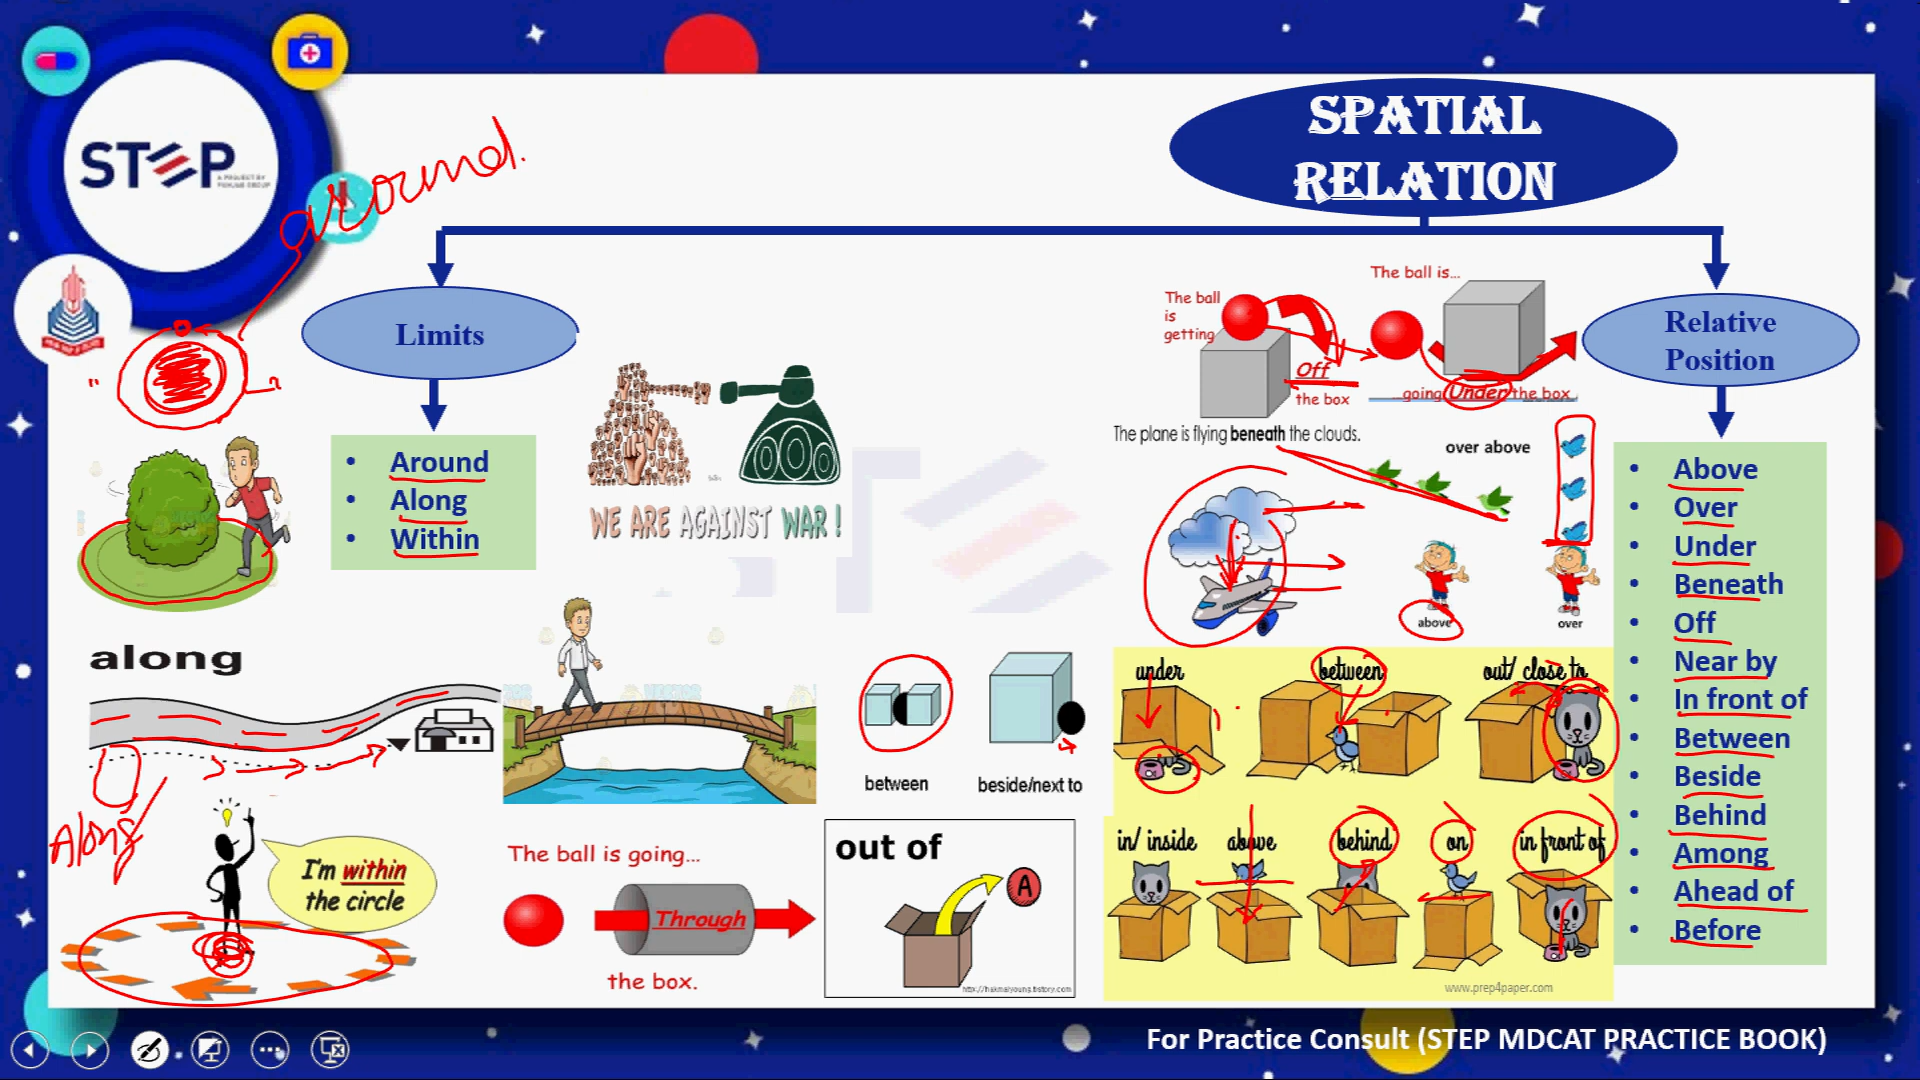 STEP
A PROJECT BY PUNJAB GROUP
around.
SPATIAL
RELATION
Limits
• Around
• Along
• Within
WE ARE AGAINST WAR !
The ball is...
The ball
is
getting
Off
the box
...going Under the box
Relative
Position
The plane is flying beneath the clouds.
over above
above
over
• Above
• Over
• Under
• Beneath
• Off
• Near by
• In front of
• Between
• Beside
• Behind
• Among
• Ahead of
• Before
along
Along
I'm within
the circle
between
beside/next to
The ball is going...
Through
the box.
out of
A
under
between
out/ close to
in/ inside
above
behind
on
in front of
www.prep4paper.com
For Practice Consult (STEP MDCAT PRACTICE BOOK)